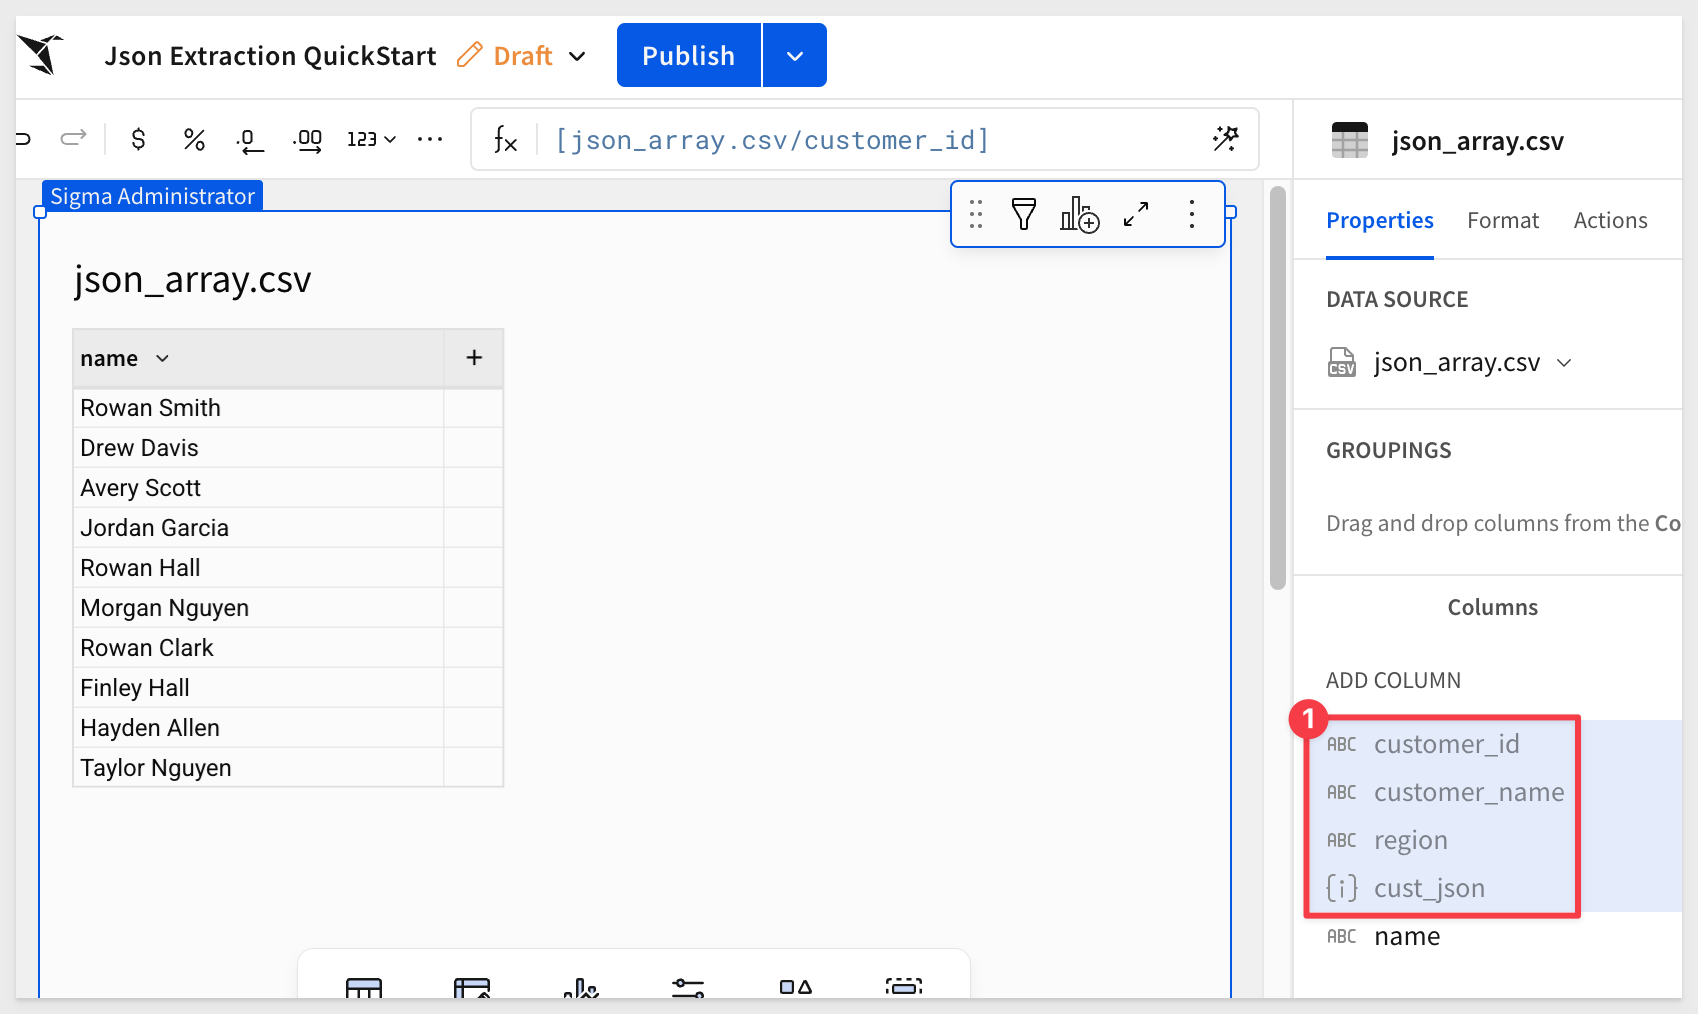 Json Extraction QuickStart Draft Publish
$ % .0 .00 123 ··· fx [json_array.csv/customer_id]
json_array.csv
Sigma Administrator
Properties Format Actions
json_array.csv
DATA SOURCE
name +
CSV json_array.csv
Rowan Smith
Drew Davis
GROUPINGS
Avery Scott
Jordan Garcia
Drag and drop columns from the Co
Rowan Hall
Morgan Nguyen
Columns
Rowan Clark
Finley Hall
ADD COLUMN
Hayden Allen
1
ABC customer_id
Taylor Nguyen
ABC customer_name
ABC region
{i} cust_json
ABC name